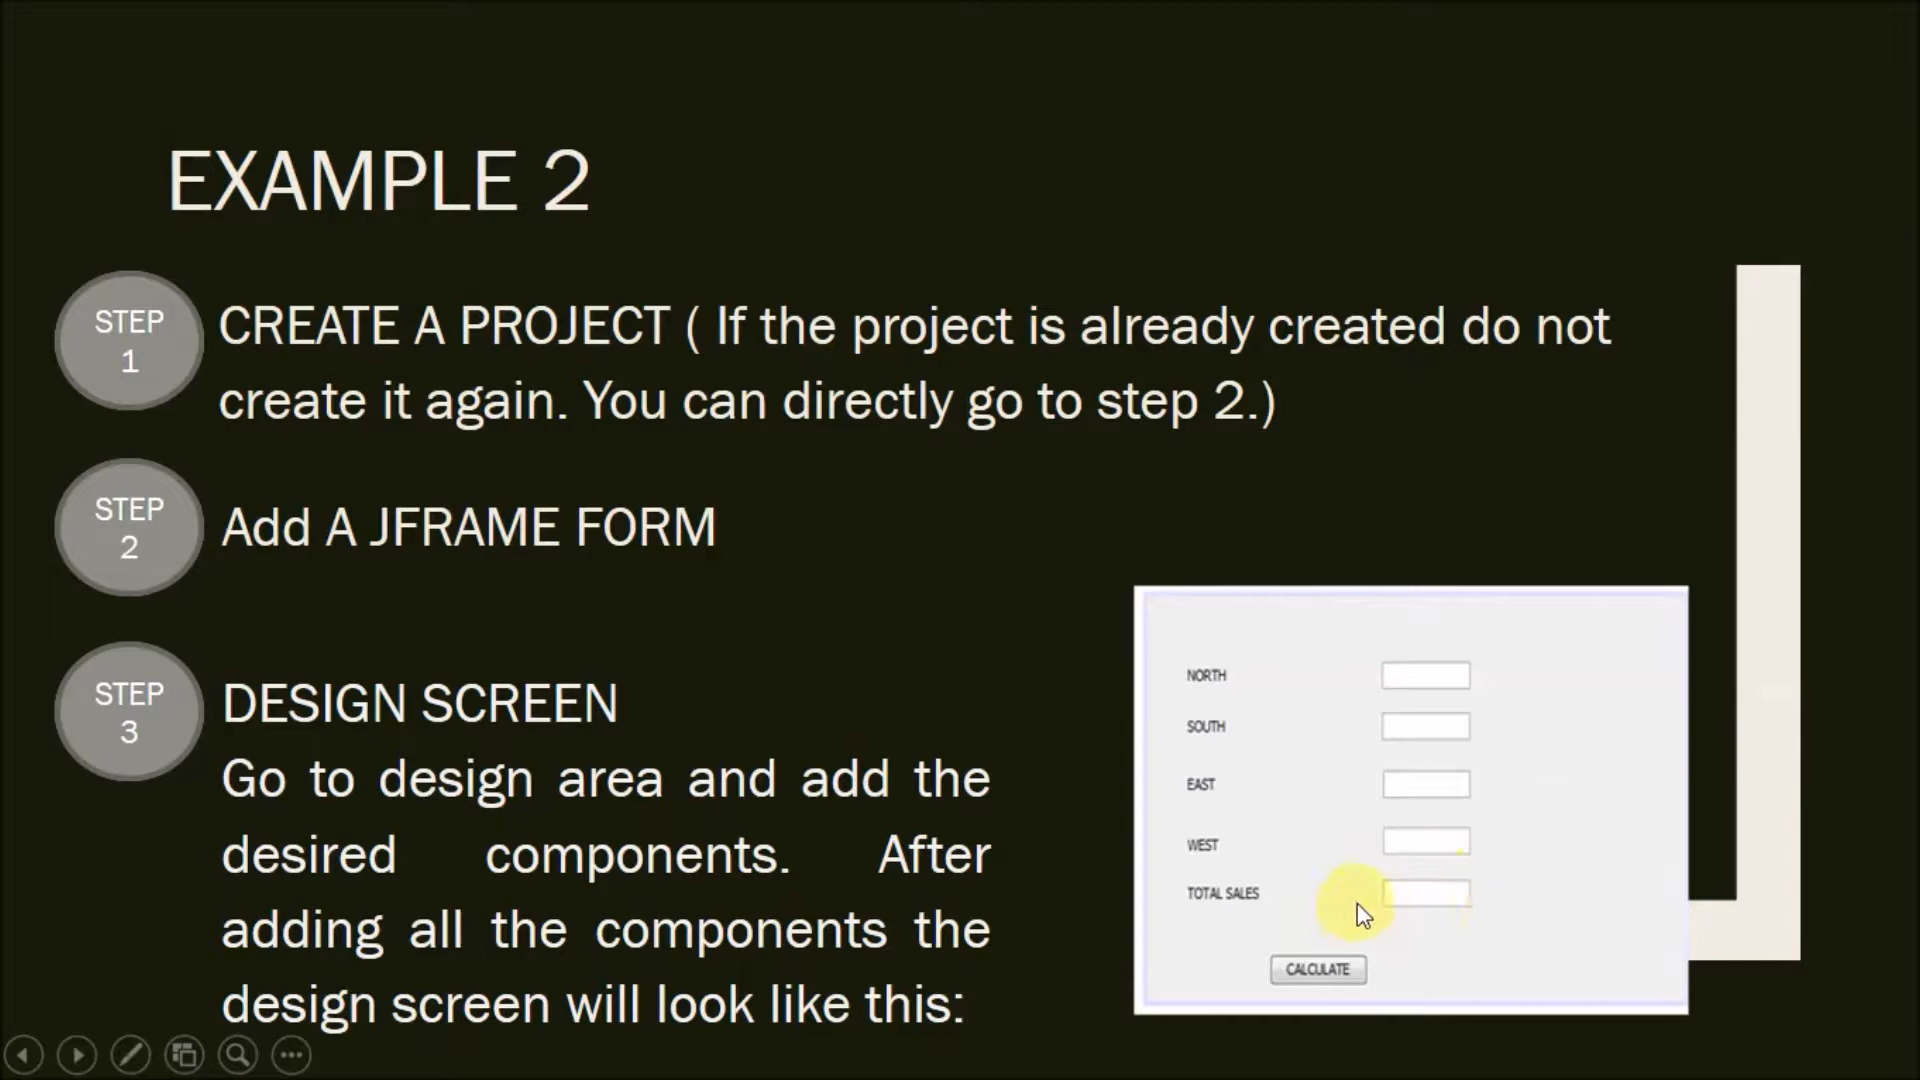 EXAMPLE 2
STEP
1
CREATE A PROJECT ( If the project is already created do not
create it again. You can directly go to step 2.)
STEP
2
Add A JFRAME FORM
STEP
3
DESIGN SCREEN
Go to design area and add the
desired components. After
adding all the components the
design screen will look like this:
NORTH
SOUTH
EAST
WEST
TOTAL SALES
CALCULATE